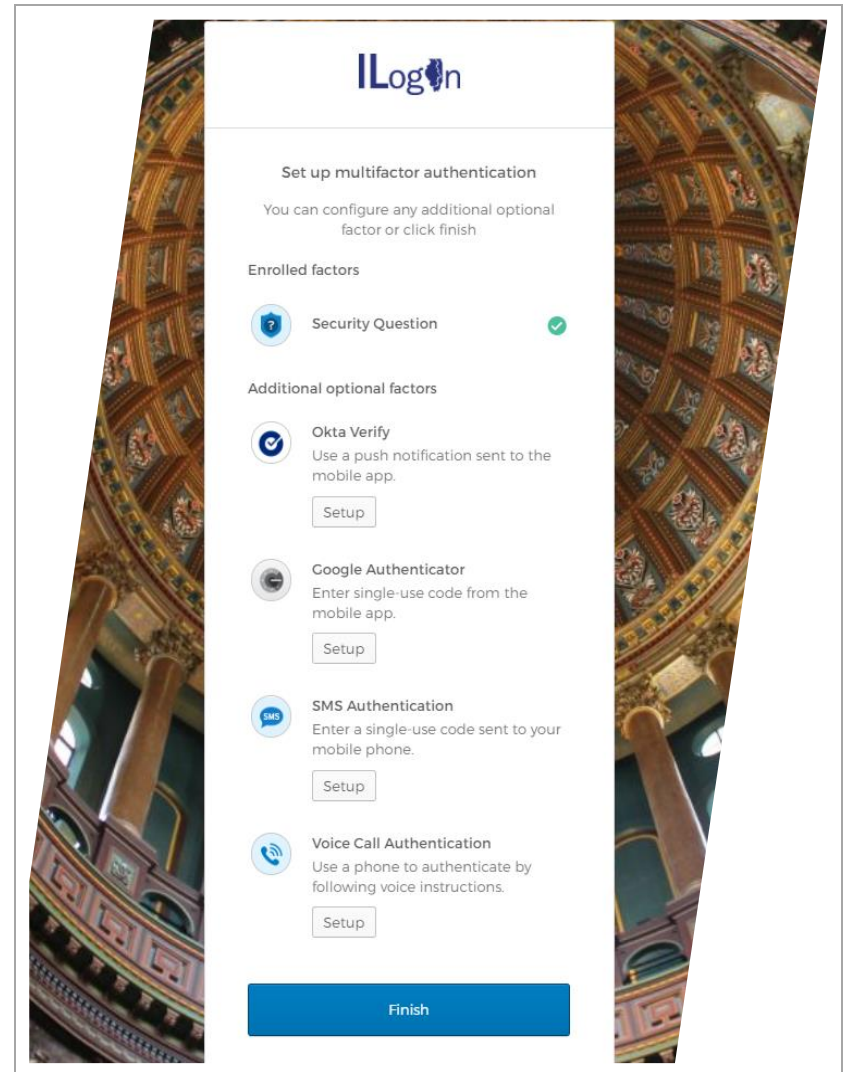 ILogIn
Set up multifactor authentication
You can configure any additional optional
factor or click finish
Enrolled factors
?
Security Question
Additional optional factors
Okta Verify
Use a push notification sent to the
mobile app.
Setup
Google Authenticator
Enter single-use code from the
mobile app.
Setup
SMS
SMS Authentication
Enter a single-use code sent to your
mobile phone.
Setup
Voice Call Authentication
Use a phone to authenticate by
following voice instructions.
Setup
Finish